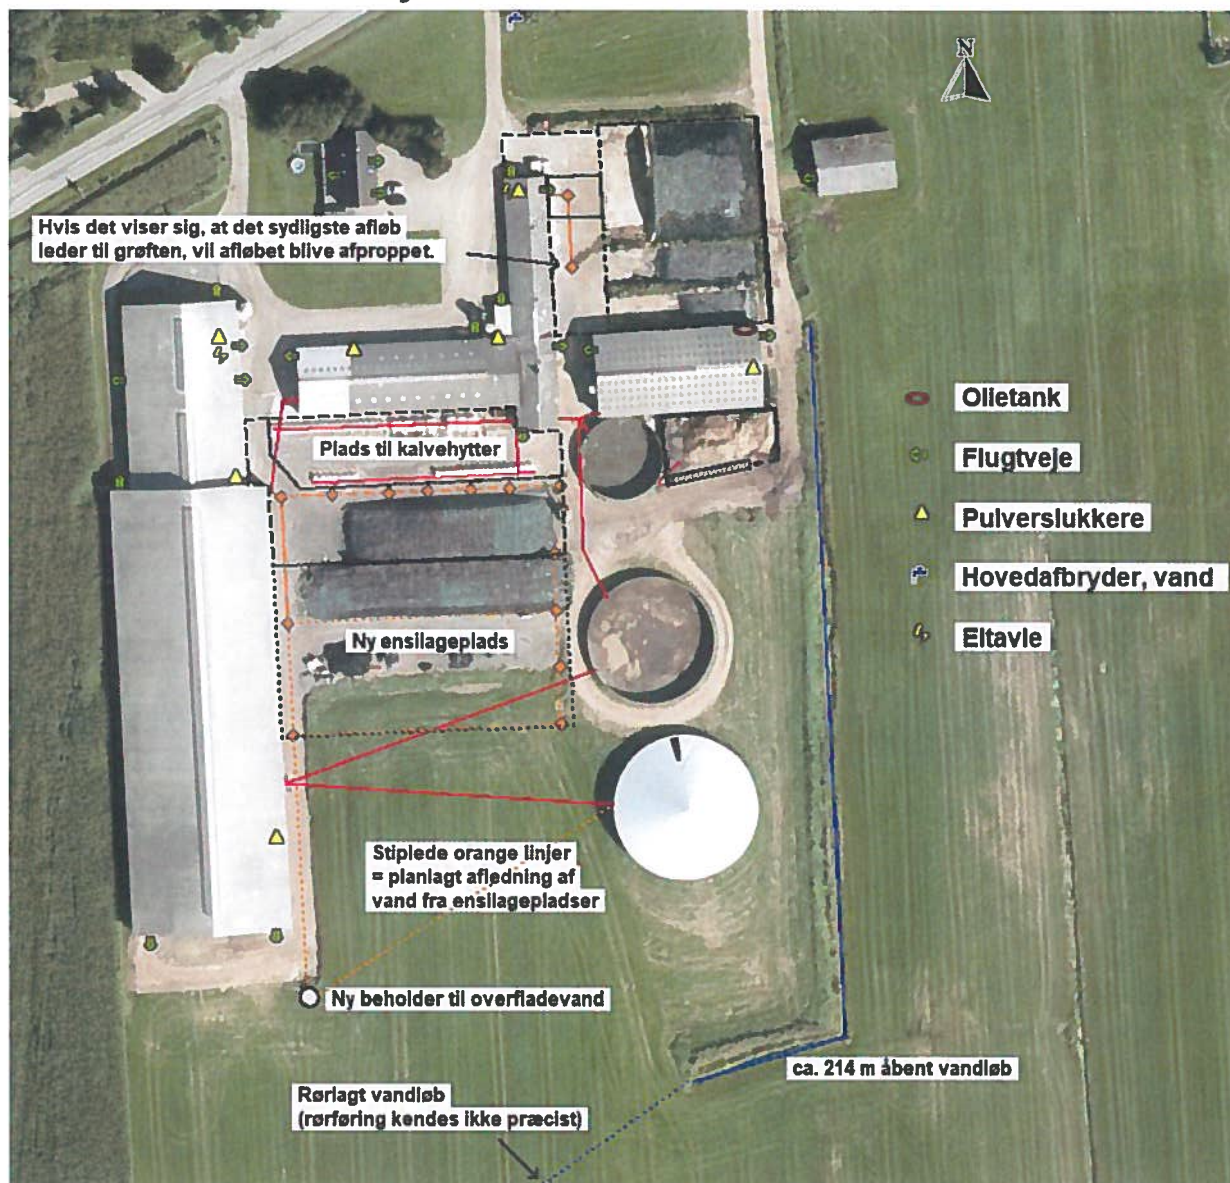 N
Hvis det viser sig, at det sydligste afløb
leder til grøften, vil afløbet blive afproppet.
Olietank
Flugtveje
Pulverslukkere
Hovedafbryder, vand
Eltavle
Plads til kalvehytter
Ny ensilageplads
Stiplede orange linjer
= planlagt afledning af
vand fra ensilagepladser
Ny beholder til overfladevand
ca. 214 m åbent vandløb
Rørlagt vandløb
(rørføring kendes ikke præcist)